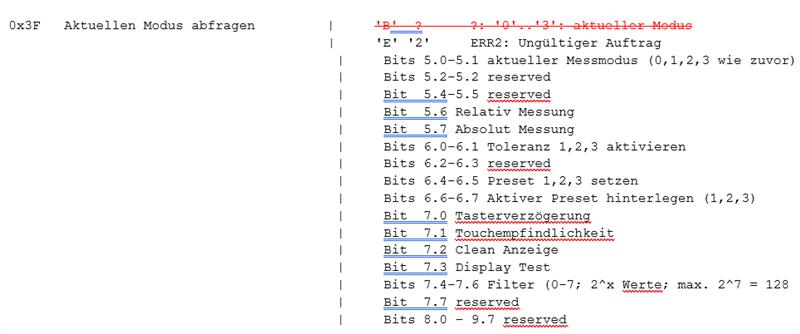 0x3F Aktuellen Modus abfragen | 'B' ? ?: '0'..'3': aktueller Modus
'E' '2' ERR2: Ungültiger Auftrag
| Bits 5.0-5.1 aktueller Messmodus (0,1,2,3 wie zuvor)
| Bits 5.2-5.2 reserved
| Bit 5.4-5.5 reserved
| Bit 5.6 Relativ Messung
| Bit 5.7 Absolut Messung
| Bits 6.0-6.1 Toleranz 1,2,3 aktivieren
| Bits 6.2-6.3 reserved
| Bits 6.4-6.5 Preset 1,2,3 setzen
| Bits 6.6-6.7 Aktiver Preset hinterlegen (1,2,3)
| Bit 7.0 Tasterverzögerung
| Bit 7.1 Touchempfindlichkeit
| Bit 7.2 Clean Anzeige
| Bit 7.3 Display Test
| Bits 7.4-7.6 Filter (0-7; 2^x Werte; max. 2^7 = 128
| Bit 7.7 reserved
| Bits 8.0 – 9.7 reserved